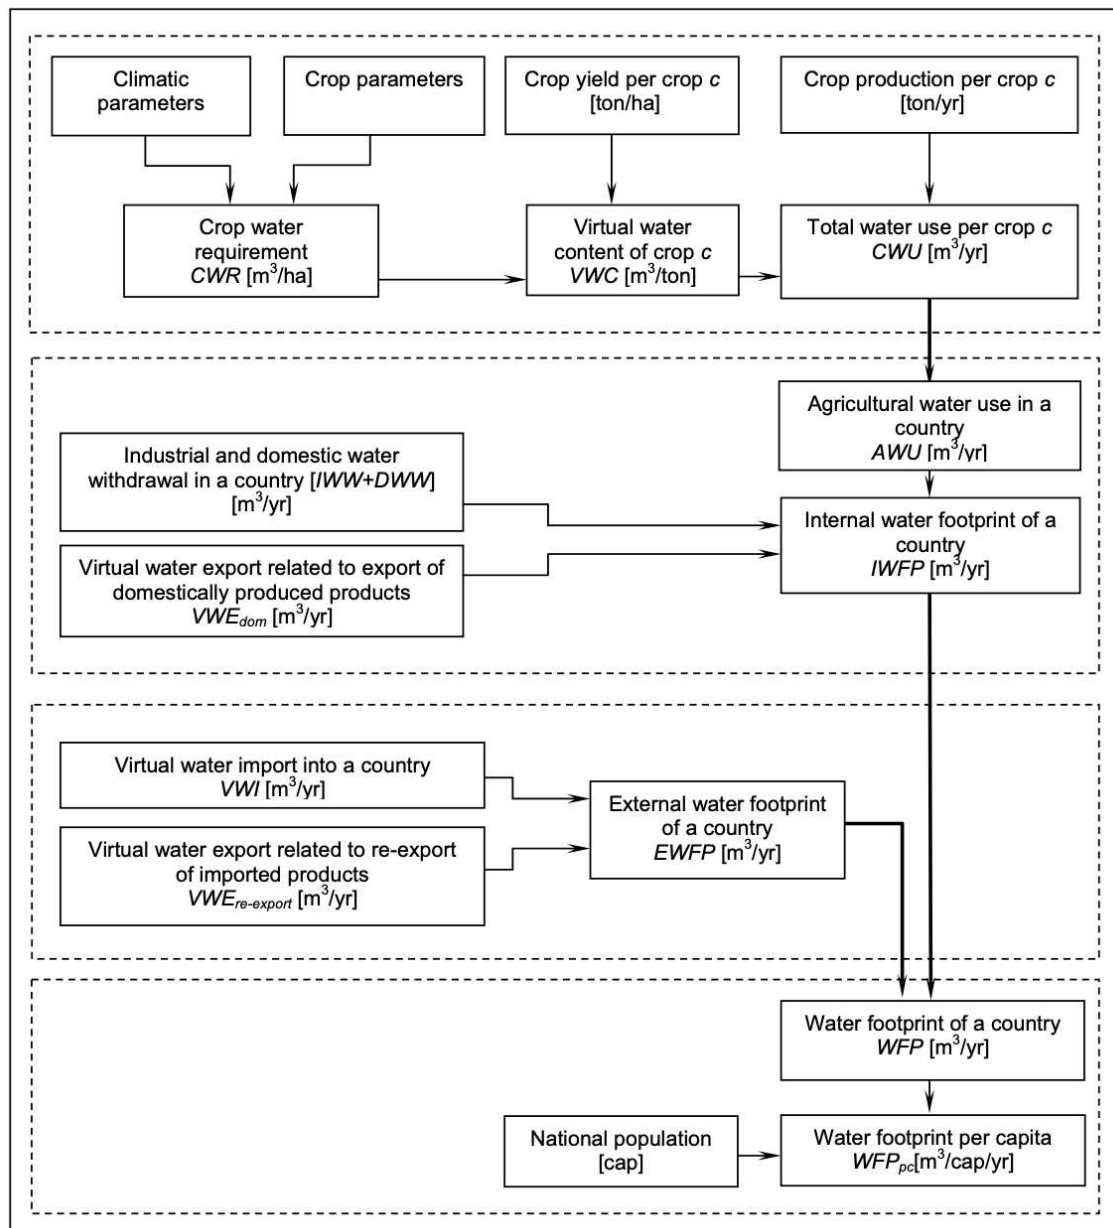 Climatic
parameters
Crop parameters
Crop yield per crop c
[ton/ha]
Crop production per crop c
[ton/yr]
Crop water
requirement
CWR [m³/ha]
Virtual water
content of crop c
VWC [m³/ton]
Total water use per crop c
CWU [m³/yr]
Agricultural water use in a
country
AWU [m³/yr]
Industrial and domestic water
withdrawal in a country [IWW+DWW]
[m³/yr]
Internal water footprint of a
country
IWFP [m³/yr]
Virtual water export related to export of
domestically produced products
VWE_dom [m³/yr]
Virtual water import into a country
VWI [m³/yr]
External water footprint
of a country
EWFP [m³/yr]
Virtual water export related to re-export
of imported products
VWE_re-export [m³/yr]
Water footprint of a country
WFP [m³/yr]
National population
[cap]
Water footprint per capita
WFP_pc[m³/cap/yr]